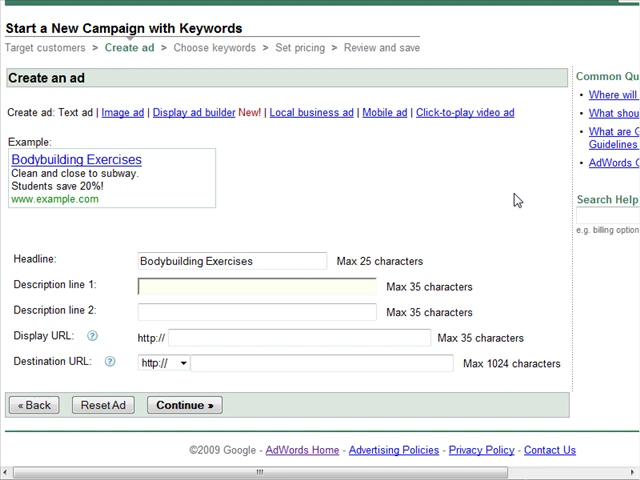 Start a New Campaign with Keywords
Target customers > Create ad > Choose keywords > Set pricing > Review and save
Create an ad
Common Qu
Where will
What shou
What are G
Guidelines
AdWords
Create ad: Text ad | Image ad | Display ad builder New! | Local business ad | Mobile ad | Click-to-play video ad
Example:
Bodybuilding Exercises
Clean and close to subway.
Students save 20%!
www.example.com
Search Help
e.g. billing option
Headline: Bodybuilding Exercises Max 25 characters
Description line 1: Max 35 characters
Description line 2: Max 35 characters
Display URL: ? http:// Max 35 characters
Destination URL: ? http:// Max 1024 characters
« Back Reset Ad Continue »
©2009 Google - AdWords Home - Advertising Policies - Privacy Policy - Contact Us